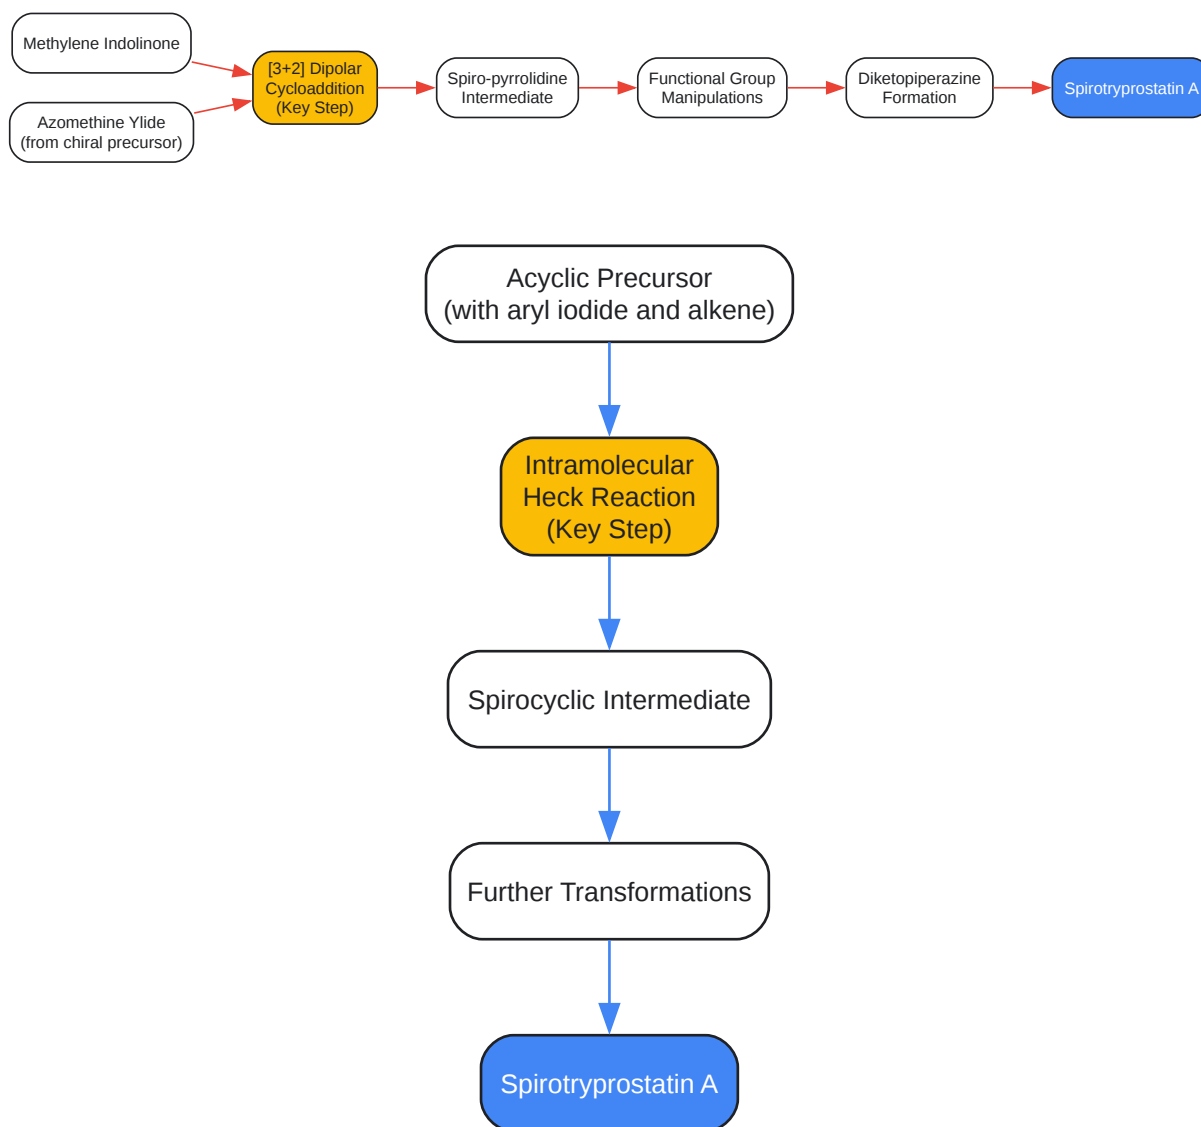 Methylene Indolinone
Azomethine Ylide
(from chiral precursor)
[3+2] Dipolar
Cycloaddition
(Key Step)
Spiro-pyrrolidine
Intermediate
Functional Group
Manipulations
Diketopiperazine
Formation
Spirotryprostatin A
Acyclic Precursor
(with aryl iodide and alkene)
Intramolecular
Heck Reaction
(Key Step)
Spirocyclic Intermediate
Further Transformations
Spirotryprostatin A